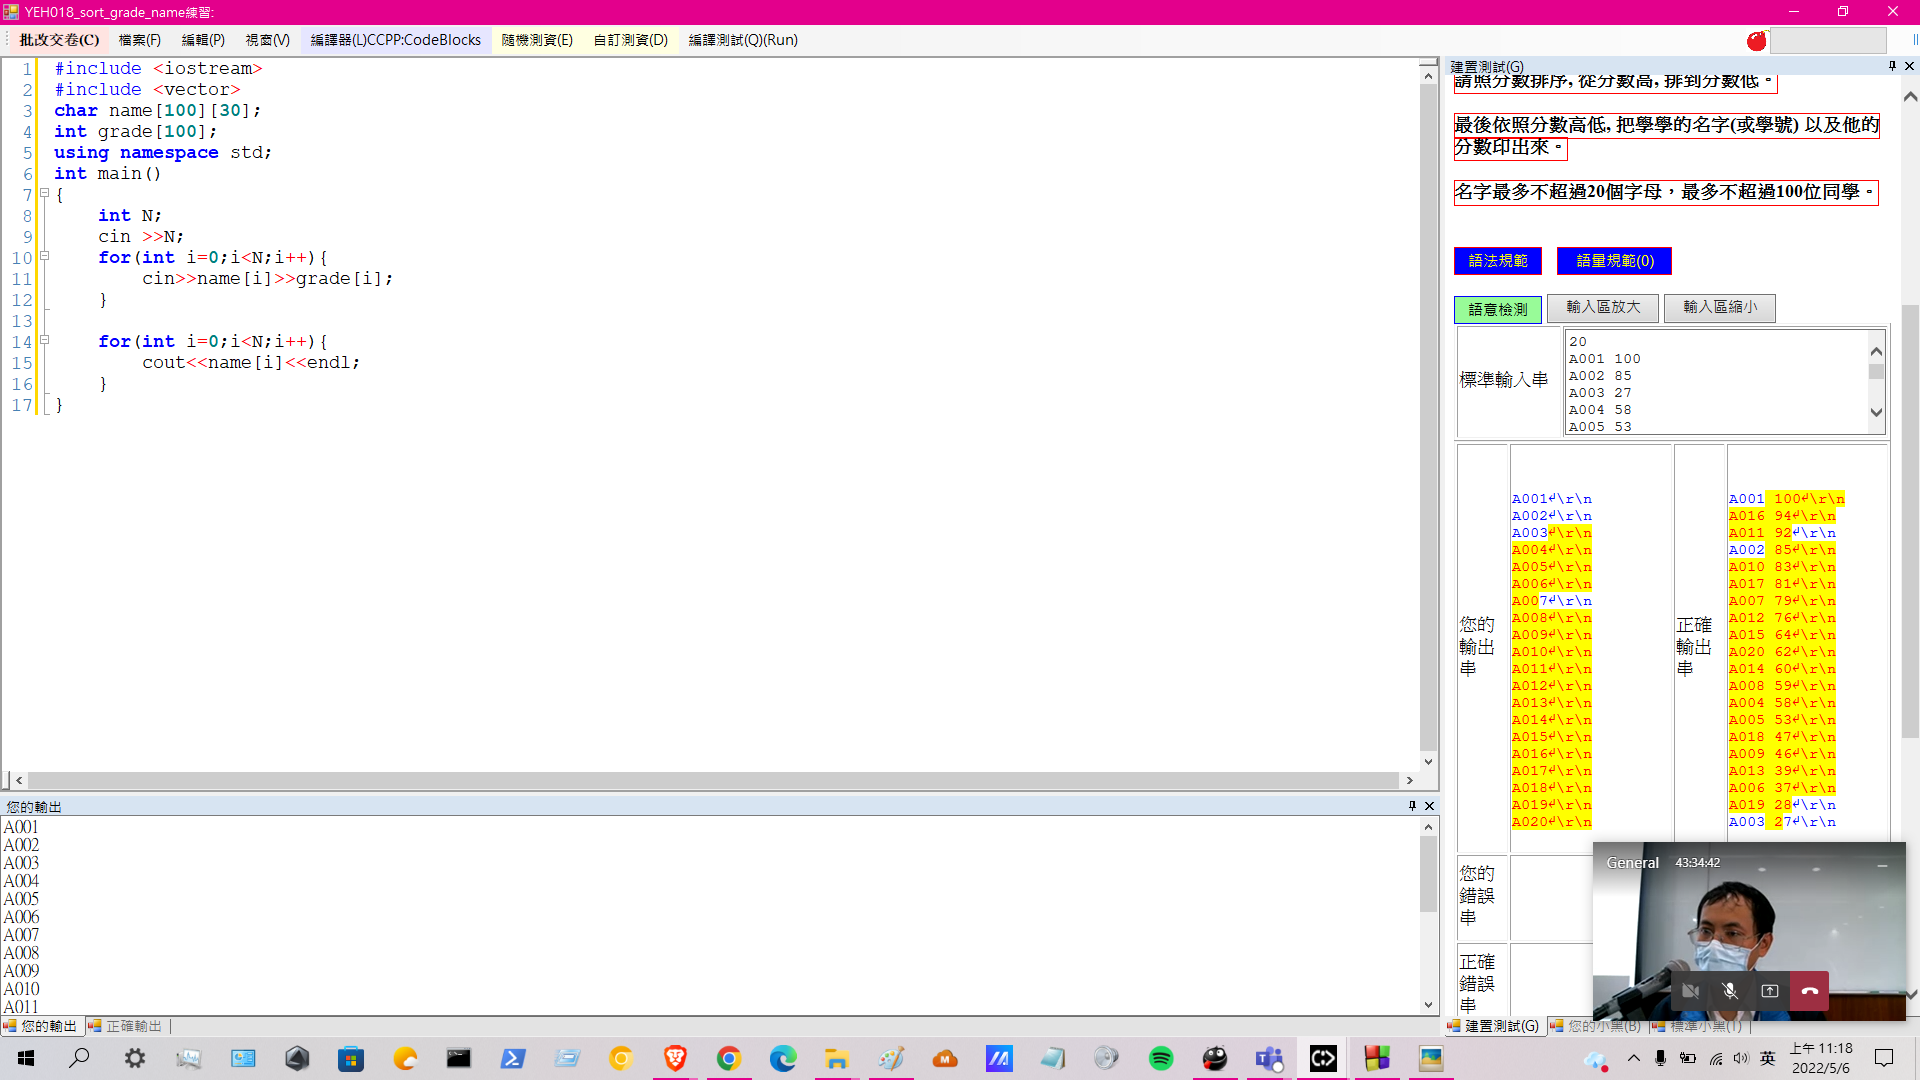 YEH018_sort_grade_name練習:
批改交卷(C) 檔案(F) 編輯(P) 視窗(V) 編譯器(L)CCPP:CodeBlocks 隨機測資(E) 自訂測資(D) 編譯測試(Q)(Run)
1 #include <iostream>
2 #include <vector>
3 char name[100][30];
4 int grade[100];
5 using namespace std;
6 int main()
7 {
8 int N;
9 cin >>N;
10 for(int i=0;i<N;i++){
11 cin>>name[i]>>grade[i];
12 }
13
14 for(int i=0;i<N;i++){
15 cout<<name[i]<<endl;
16 }
17 }
您的輸出
A001
A002
A003
A004
A005
A006
A007
A008
A009
A010
A011
您的輸出 正確輸出
建置測試(G)
請照分數排序, 從分數高, 排到分數低。
最後依照分數高低, 把學學的名字(或學號) 以及他的
分數印出來。
名字最多不超過20個字母，最多不超過100位同學。
語法規範 語量規範(0)
語意檢測 輸入區放大 輸入區縮小
標準輸入串
20
A001 100
A002 85
A003 27
A004 58
A005 53
您的
輸出
串
A001↲\r\n
A002↲\r\n
A003↲\r\n
A004↲\r\n
A005↲\r\n
A006↲\r\n
A007↲\r\n
A008↲\r\n
A009↲\r\n
A010↲\r\n
A011↲\r\n
A012↲\r\n
A013↲\r\n
A014↲\r\n
A015↲\r\n
A016↲\r\n
A017↲\r\n
A018↲\r\n
A019↲\r\n
A020↲\r\n
正確
輸出
串
A001 100↲\r\n
A016 94↲\r\n
A011 92↲\r\n
A002 85↲\r\n
A010 83↲\r\n
A017 81↲\r\n
A007 79↲\r\n
A012 76↲\r\n
A015 64↲\r\n
A020 62↲\r\n
A014 60↲\r\n
A008 59↲\r\n
A004 58↲\r\n
A005 53↲\r\n
A018 47↲\r\n
A009 46↲\r\n
A013 39↲\r\n
A006 37↲\r\n
A019 28↲\r\n
A003 27↲\r\n
您的
錯誤
串
正確
錯誤
串
General 43:34:42
建置測試(G) 您的小黑(B) 標準小黑(T)
英
上午 11:18
2022/5/6